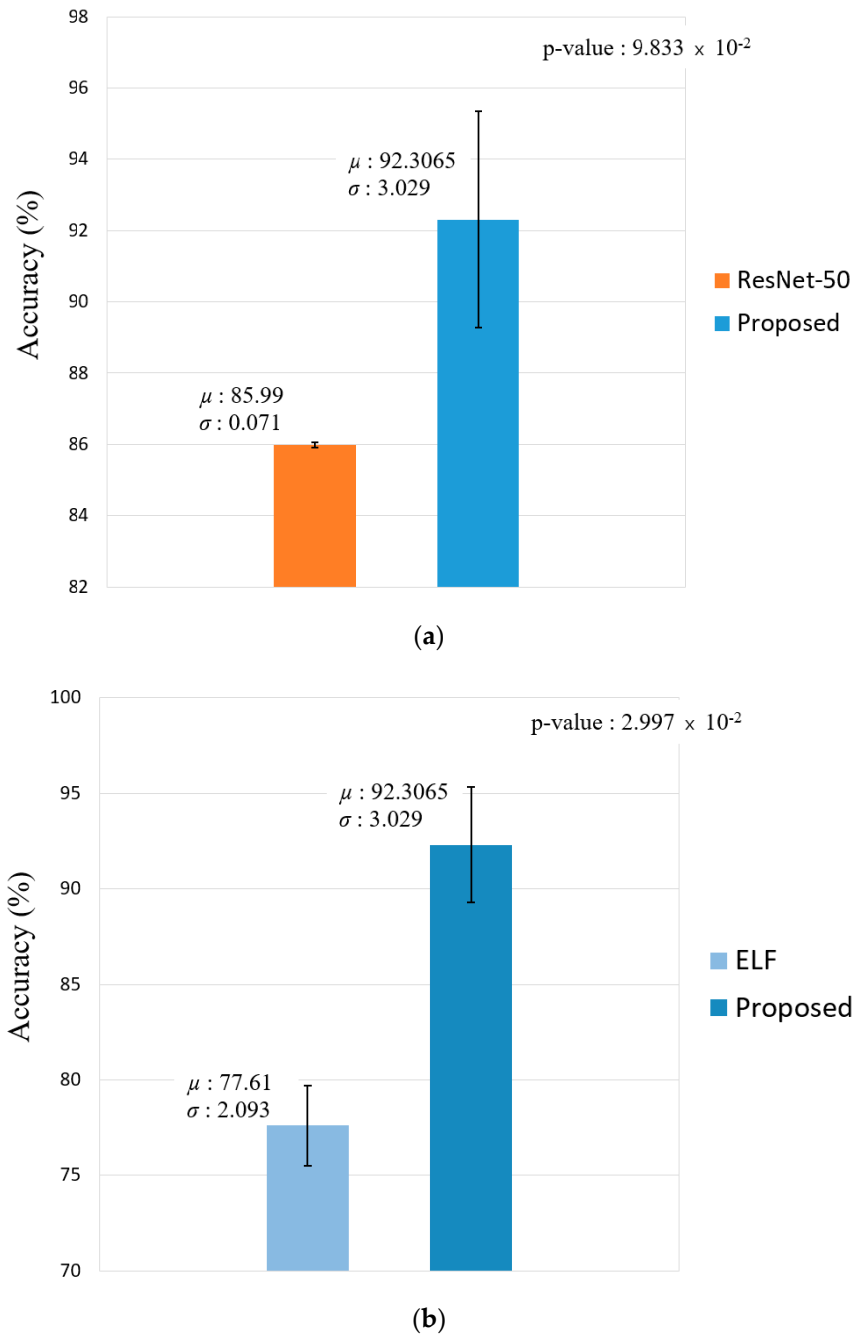 98
96
94
92
90
88
86
84
82
Accuracy (%)
p-value : 9.833 × 10-2
μ : 92.3065
σ : 3.029
μ : 85.99
σ : 0.071
ResNet-50
Proposed
(a)
100
95
90
85
80
75
70
Accuracy (%)
p-value : 2.997 × 10-2
μ : 92.3065
σ : 3.029
μ : 77.61
σ : 2.093
ELF
Proposed
(b)